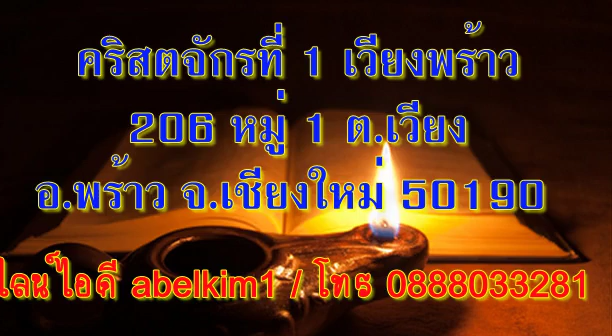 คริสตจักรที่ 1 เวียงพร้าว
206 หมู่ 1 ต.เวียง
อ.พร้าว จ.เชียงใหม่ 50190
ไลน์ไอดี abelkim1 / โทร 0888033281